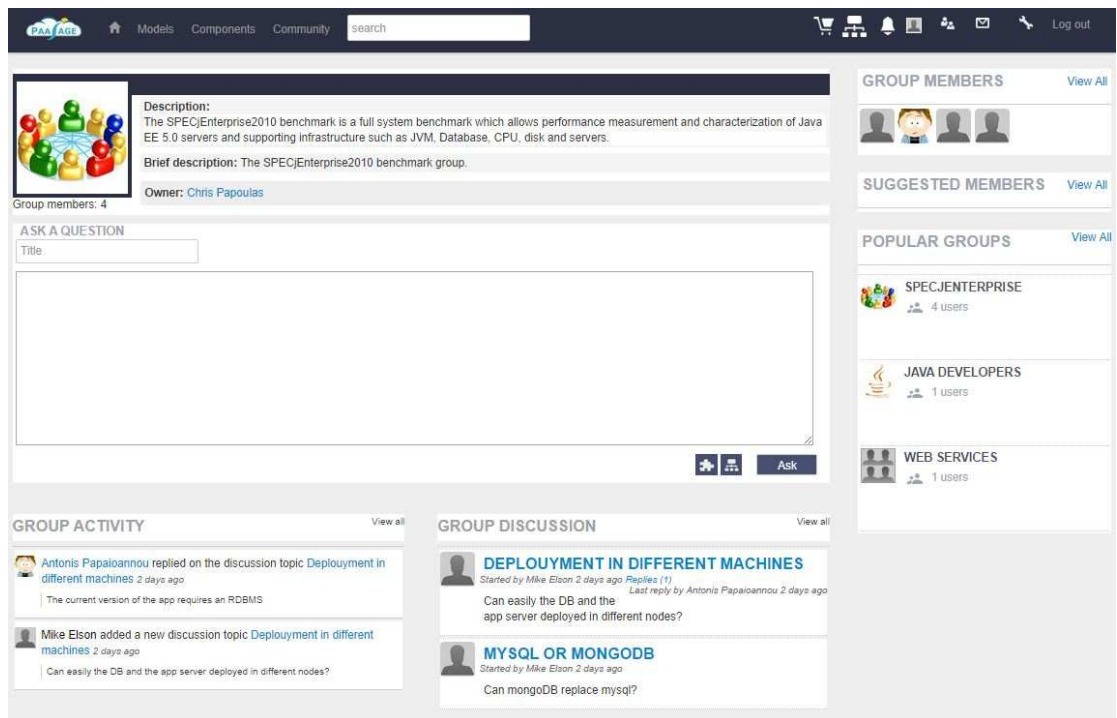 PAASAGE
Models Components Community search Log out
Description:
The SPECjEnterprise2010 benchmark is a full system benchmark which allows performance measurement and characterization of Java
EE 5.0 servers and supporting infrastructure such as JVM, Database, CPU, disk and servers.
Brief description: The SPECjEnterprise2010 benchmark group.
Owner: Chris Papoulas
Group members: 4
ASK A QUESTION
Title
Ask
GROUP ACTIVITY View all
Antonis Papaioannou replied on the discussion topic Deplouyment in
different machines 2 days ago
The current version of the app requires an RDBMS
Mike Elson added a new discussion topic Deplouyment in different
machines 2 days ago
Can easily the DB and the app server deployed in different nodes?
GROUP DISCUSSION View all
DEPLOUYMENT IN DIFFERENT MACHINES
Started by Mike Elson 2 days ago Replies (1)
Last reply by Antonis Papaioannou 2 days ago
Can easily the DB and the
app server deployed in different nodes?
MYSQL OR MONGODB
Started by Mike Elson 2 days ago
Can mongoDB replace mysql?
GROUP MEMBERS View All
SUGGESTED MEMBERS View All
POPULAR GROUPS View All
SPECJENTERPRISE
4 users
JAVA DEVELOPERS
1 users
WEB SERVICES
1 users